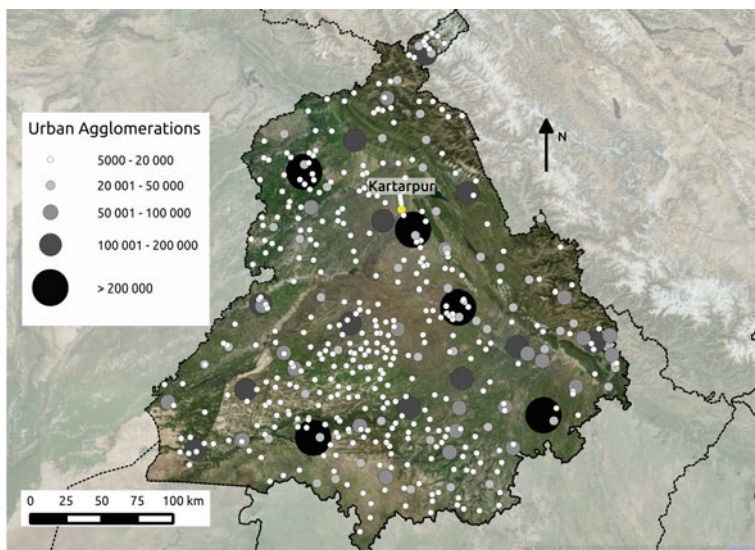 Urban Agglomerations
5000 - 20 000
20 001 - 50 000
50 001 - 100 000
100 001 - 200 000
> 200 000
Kartarpur
N
0 25 50 75 100 km